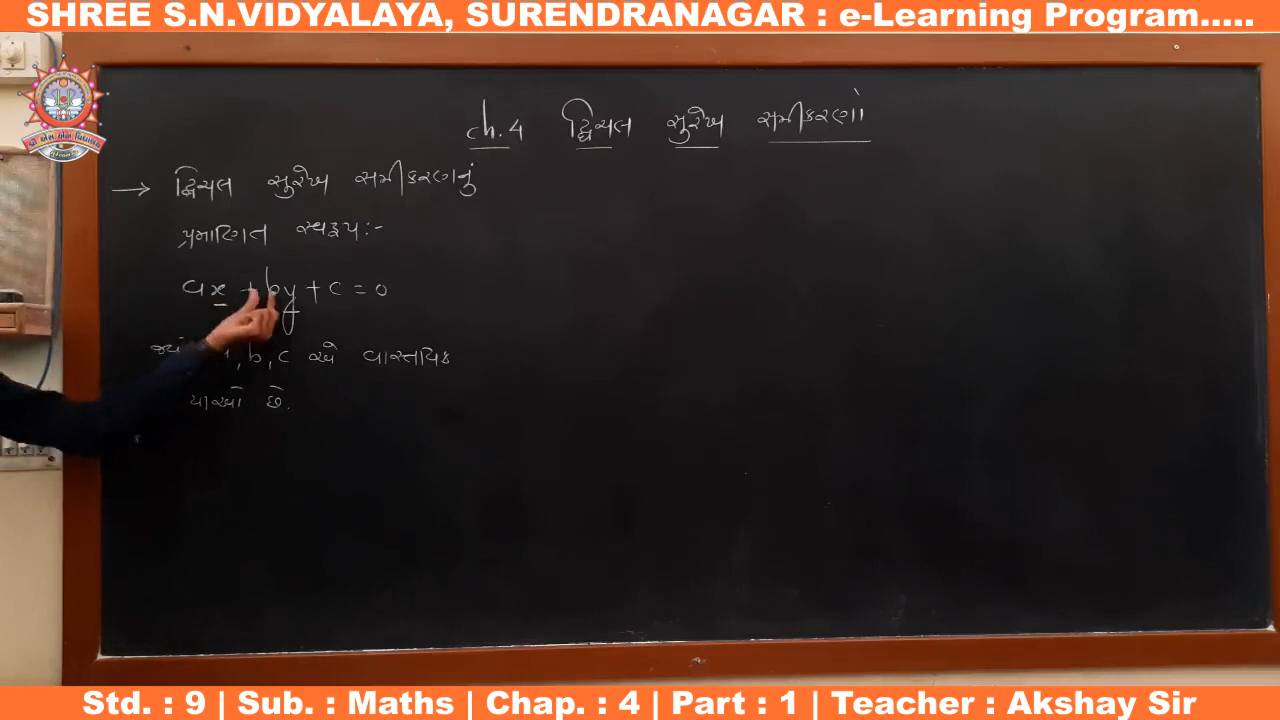 SHREE S.N.VIDYALAYA, SURENDRANAGAR : e-Learning Program.....
ch.4 દ્વિચલ સુરેખ સમીકરણો
→ દ્વિચલ સુરેખ સમીકરણનું
પ્રમાણિત સ્વરૂપ:-
ax + by + c = 0
, b, c એ વાસ્તવિક
છે.
Std. : 9 | Sub. : Maths | Chap. : 4 | Part : 1 | Teacher : Akshay Sir